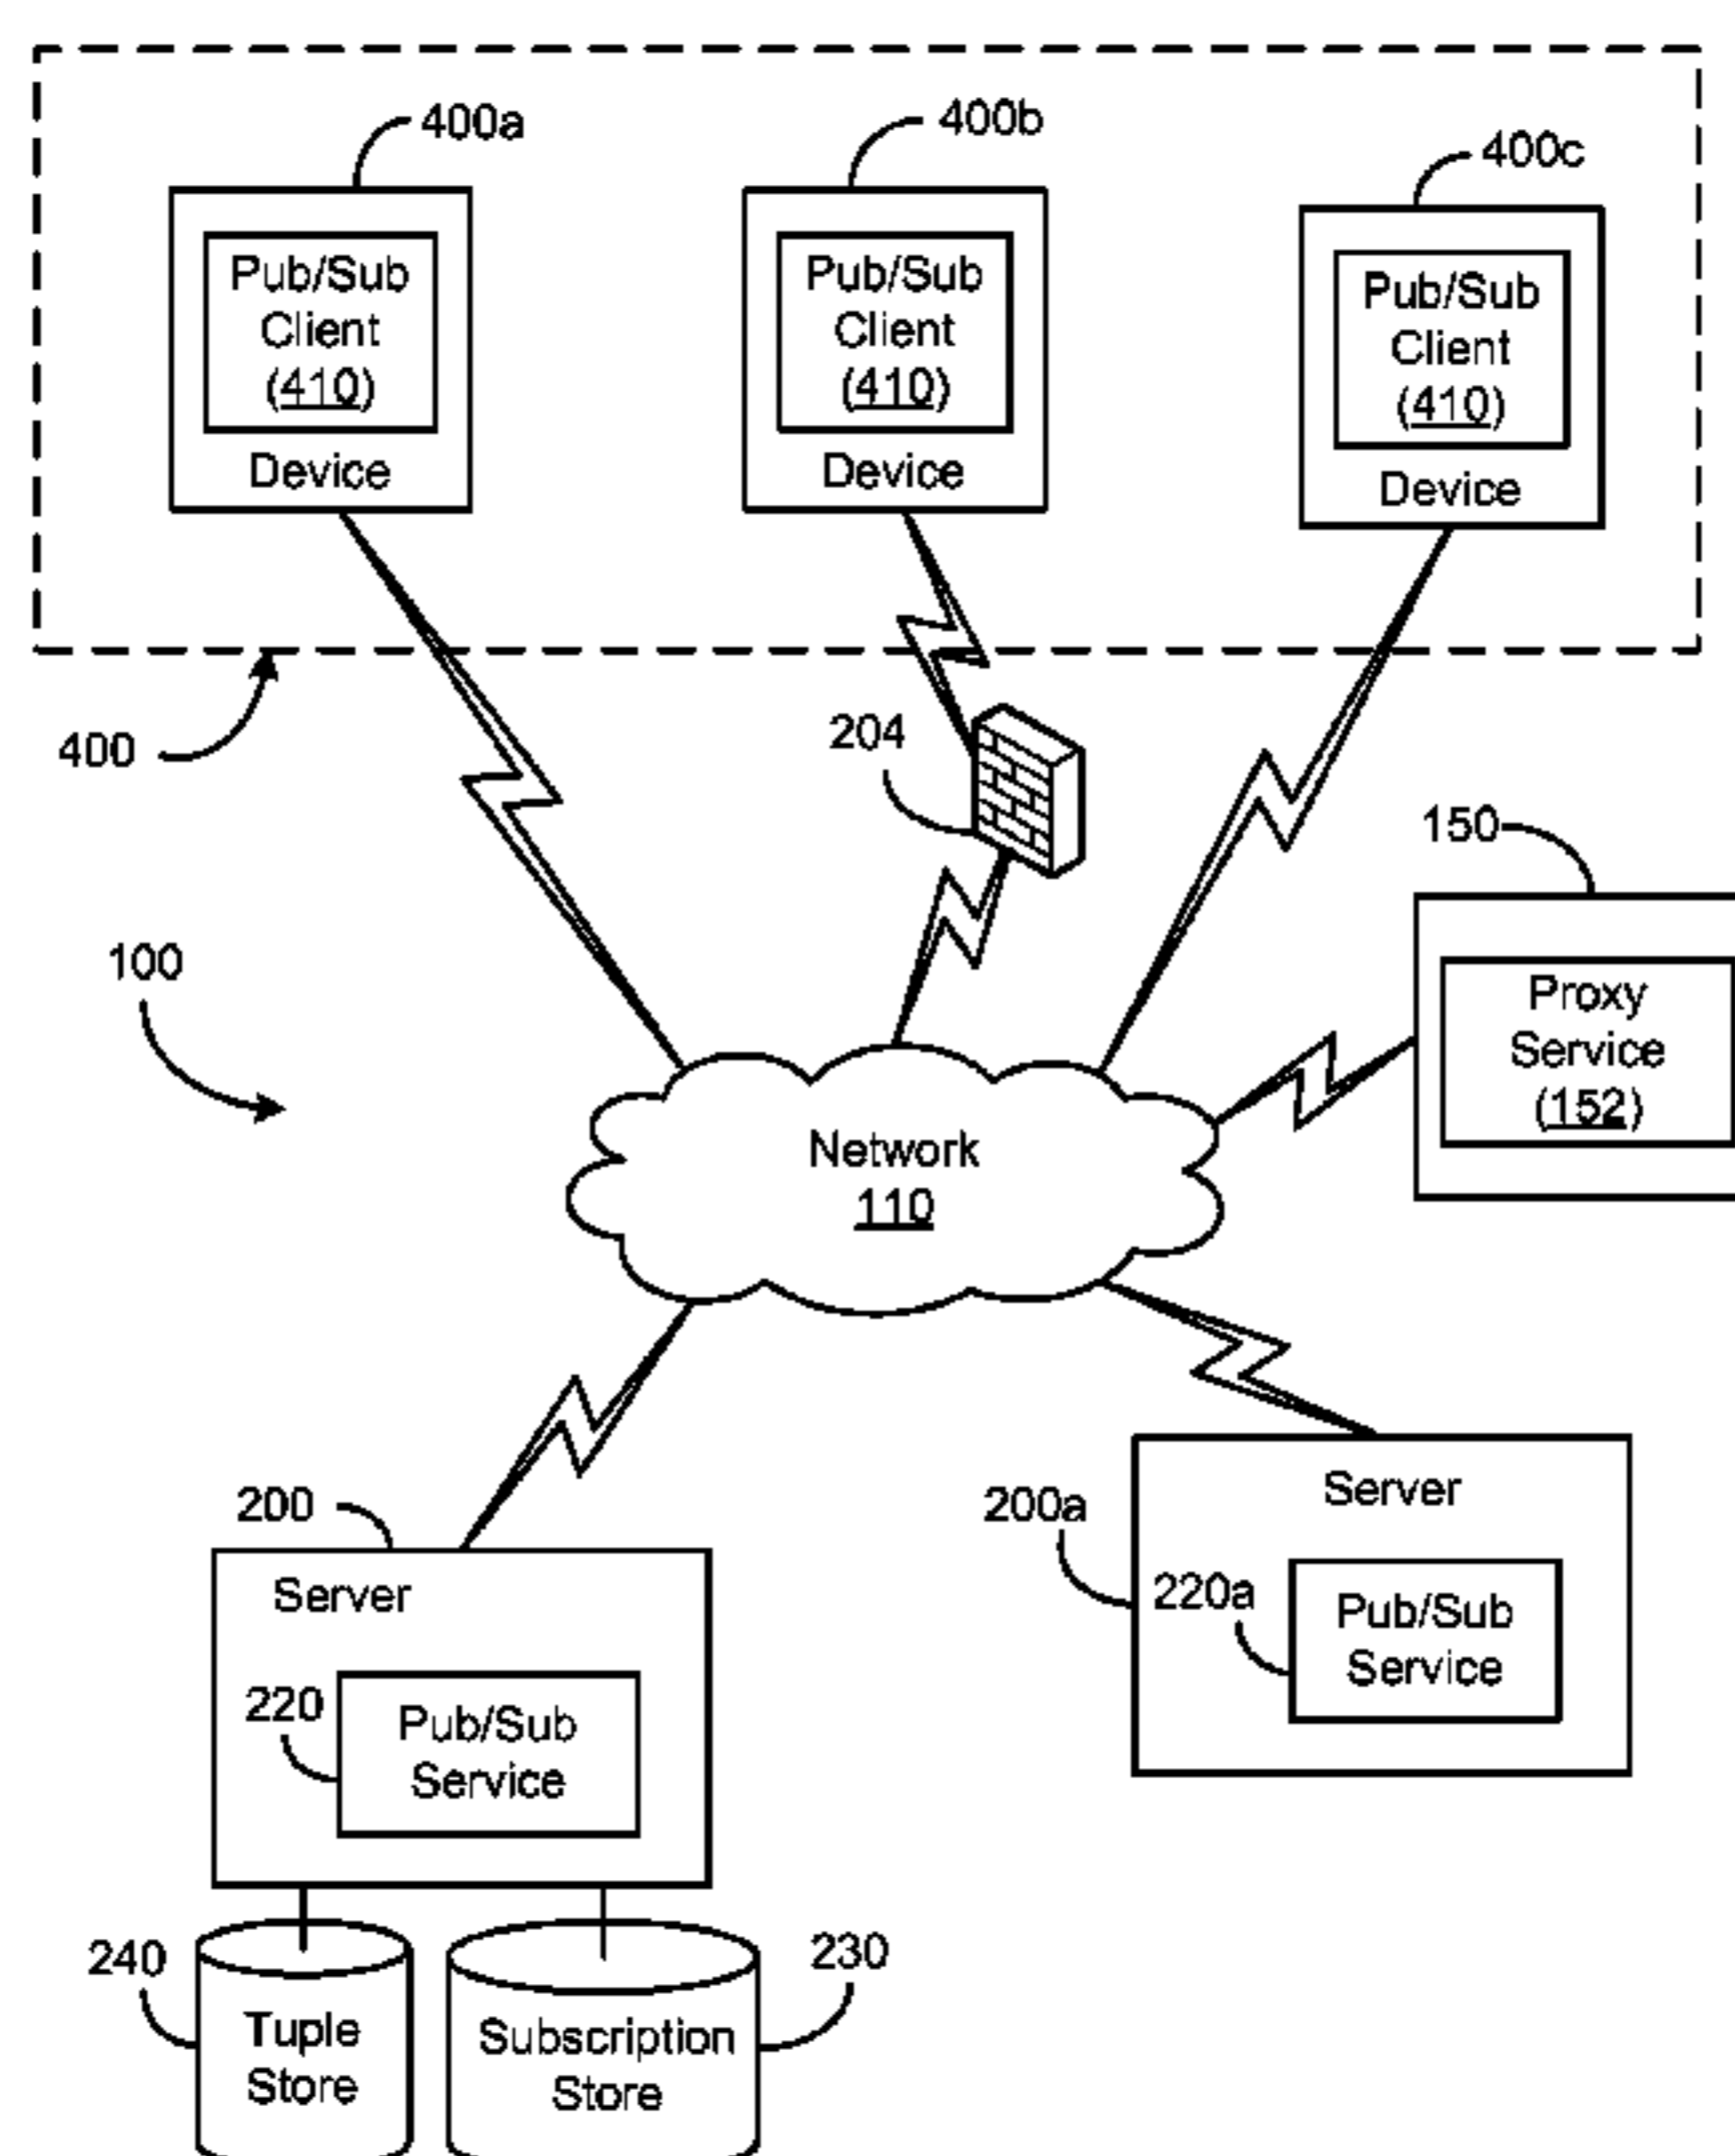 400a
400b
400c
Pub/Sub
Client
(410)
Device
Pub/Sub
Client
(410)
Device
Pub/Sub
Client
(410)
Device
400
204
150
100
Proxy
Service
(152)
Network
110
200
Server
220
Pub/Sub
Service
200a
Server
220a
Pub/Sub
Service
240
Tuple
Store
230
Subscription
Store